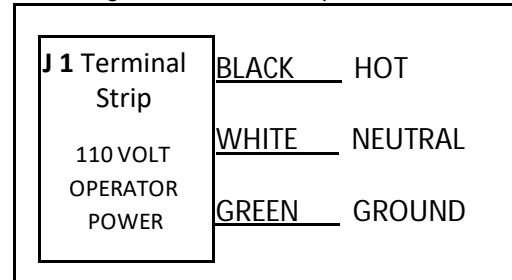 J 1 Terminal
Strip
110 VOLT
OPERATOR
POWER
BLACK HOT
WHITE NEUTRAL
GREEN GROUND